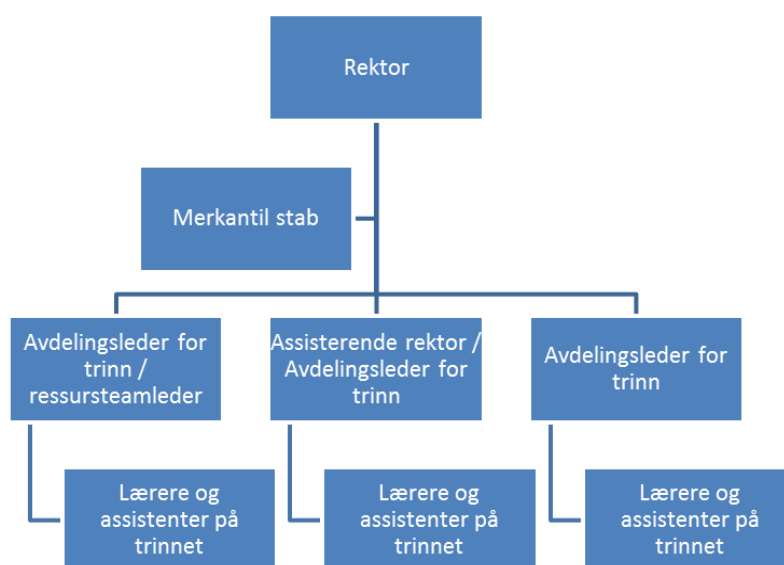 Rektor
Merkantil stab
Avdelingsleder for
trinn /
ressursteamleder
Assisterende rektor /
Avdelingsleder for
trinn
Avdelingsleder for
trinn
Lærere og
assistenter på
trinnet
Lærere og
assistenter på
trinnet
Lærere og
assistenter på
trinnet